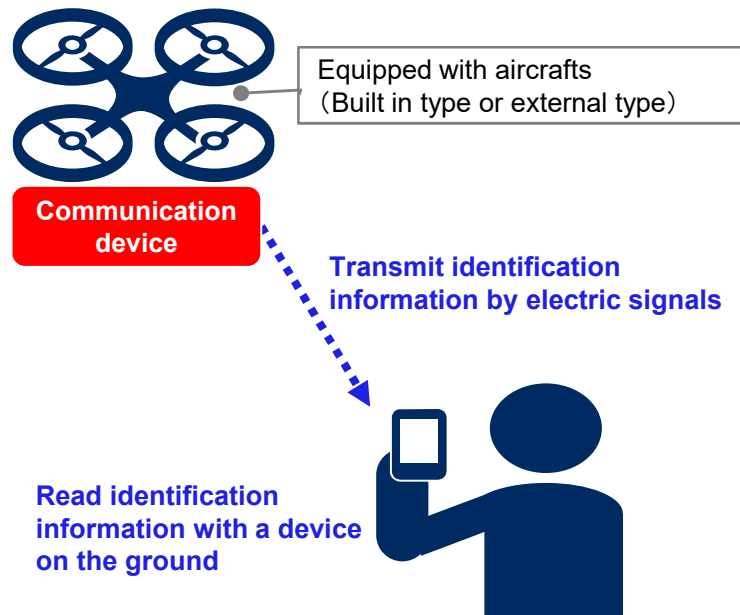 Equipped with aircrafts
（Built in type or external type）
Communication
device
Transmit identification
information by electric signals
Read identification
information with a device
on the ground